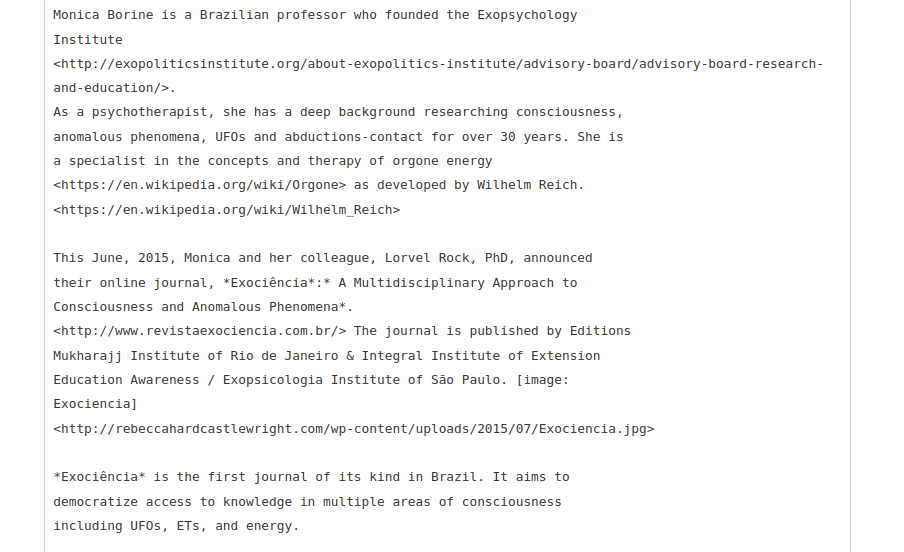 Monica Borine is a Brazilian professor who founded the Exopsychology
Institute
<http://exopoliticsinstitute.org/about-exopolitics-institute/advisory-board/advisory-board-research-
and-education/>.
As a psychotherapist, she has a deep background researching consciousness,
anomalous phenomena, UFOs and abductions-contact for over 30 years. She is
a specialist in the concepts and therapy of orgone energy
<https://en.wikipedia.org/wiki/Orgone> as developed by Wilhelm Reich.
<https://en.wikipedia.org/wiki/Wilhelm_Reich>

This June, 2015, Monica and her colleague, Lorvel Rock, PhD, announced
their online journal, *Exociência*:* A Multidisciplinary Approach to
Consciousness and Anomalous Phenomena*.
<http://www.revistaexociencia.com.br/> The journal is published by Editions
Mukharajj Institute of Rio de Janeiro & Integral Institute of Extension
Education Awareness / Exopsicologia Institute of São Paulo. [image:
Exociencia]
<http://rebeccahardcastlewright.com/wp-content/uploads/2015/07/Exociencia.jpg>

*Exociência* is the first journal of its kind in Brazil. It aims to
democratize access to knowledge in multiple areas of consciousness
including UFOs, ETs, and energy.